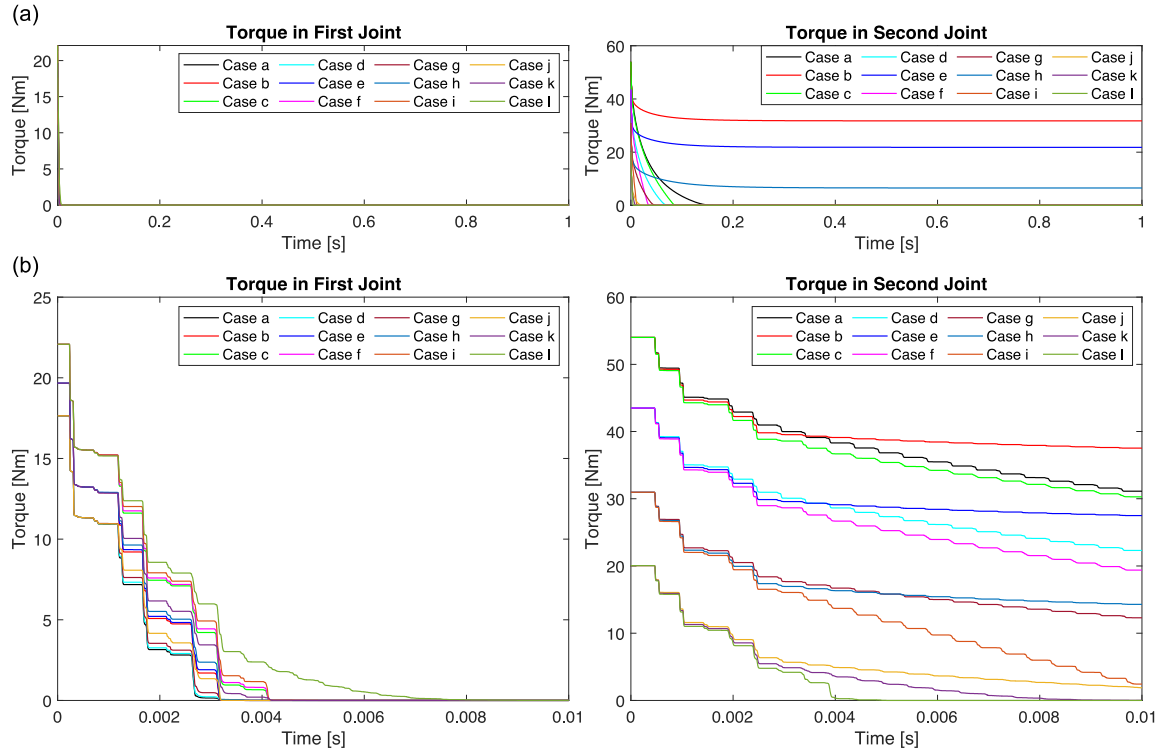 (a)
Torque in First Joint
Torque [Nm]
20
15
10
5
0
Case a Case d Case g Case j
Case b Case e Case h Case k
Case c Case f Case i Case l
0 0.2 0.4 0.6 0.8 1
Time [s]
Torque in Second Joint
Torque [Nm]
60
40
20
0
Case a Case d Case g Case j
Case b Case e Case h Case k
Case c Case f Case i Case l
0 0.2 0.4 0.6 0.8 1
Time [s]
(b)
Torque in First Joint
Torque [Nm]
25
20
15
10
5
0
Case a Case d Case g Case j
Case b Case e Case h Case k
Case c Case f Case i Case l
0 0.002 0.004 0.006 0.008 0.01
Time [s]
Torque in Second Joint
Torque [Nm]
60
50
40
30
20
10
0
Case a Case d Case g Case j
Case b Case e Case h Case k
Case c Case f Case i Case l
0 0.002 0.004 0.006 0.008 0.01
Time [s]